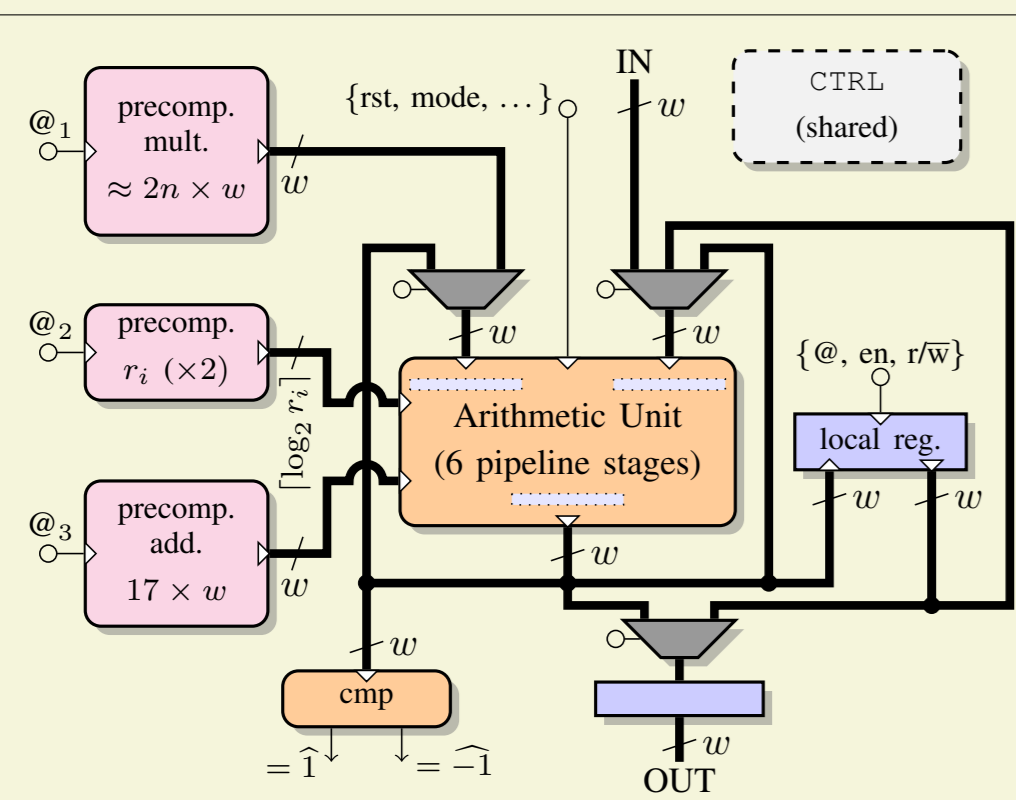 IN
w
CTRL
(shared)
{rst, mode, …}
@1
precomp.
mult.
≈ 2n × w
w
@2
precomp.
r_i (×2)
⌈log₂ r_i⌉
w
w
{@, en, r/w̅}
Arithmetic Unit
(6 pipeline stages)
local reg.
w
w
@3
precomp.
add.
17 × w
w
w
w
cmp
= 1̂
= −1̂
w
OUT